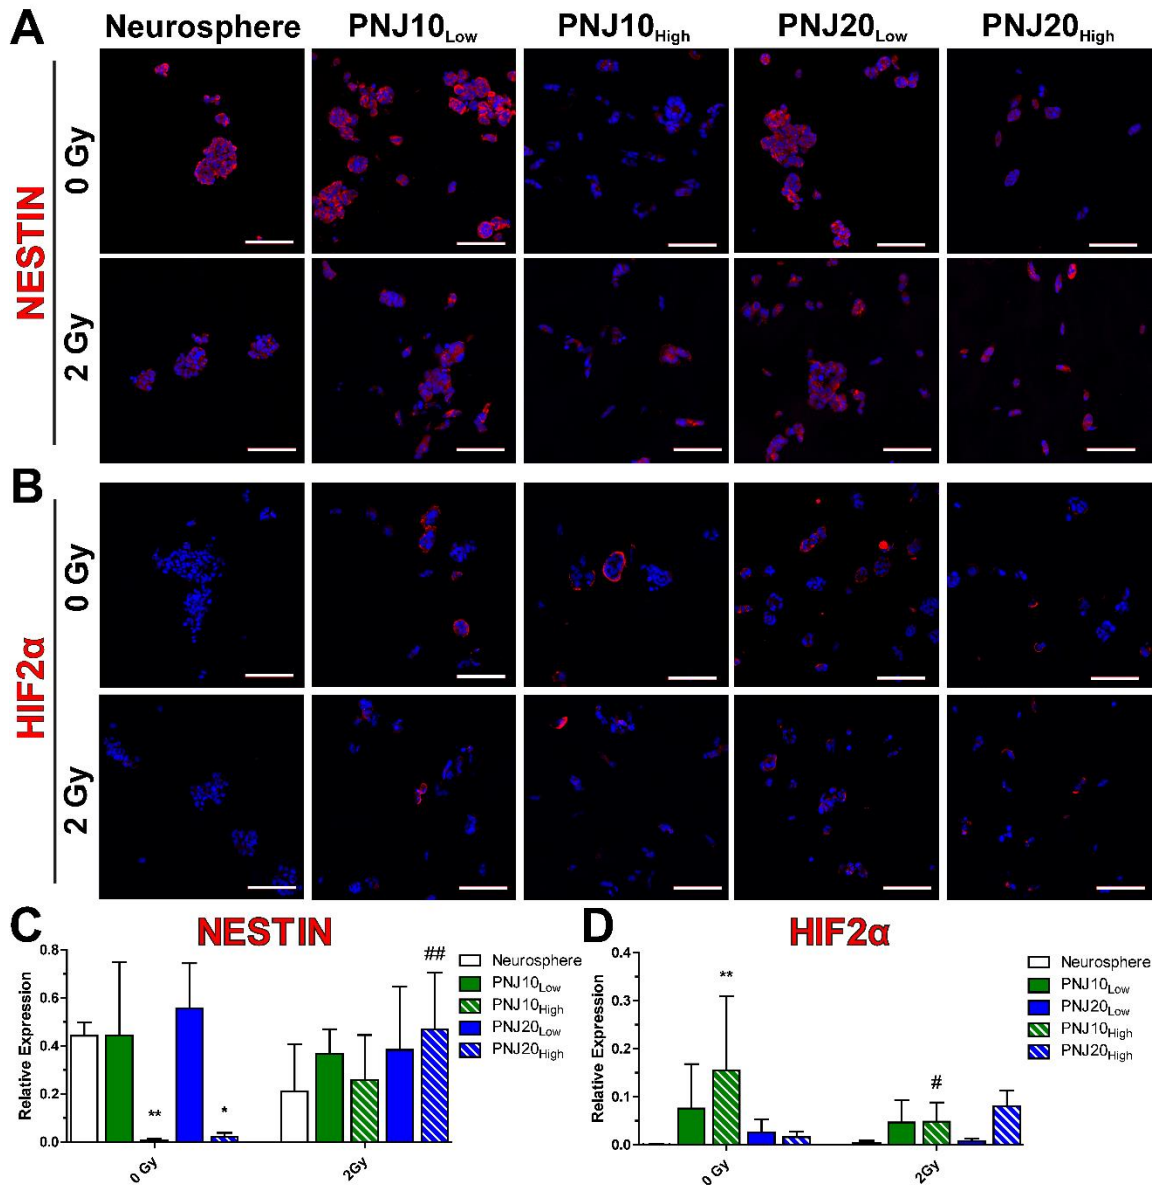 A
Neurosphere PNJ10Low PNJ10High PNJ20Low PNJ20High
NESTIN
0 Gy
2 Gy
B
HIF2α
0 Gy
2 Gy
C
NESTIN
Relative Expression
0.8
0.6
0.4
0.2
0.0
**
*
##
0 Gy
2Gy
Neurosphere
PNJ10Low
PNJ10High
PNJ20Low
PNJ20High
D
HIF2α
Relative Expression
0.4
0.3
0.2
0.1
0.0
**
#
0 Gy
2Gy
Neurosphere
PNJ10Low
PNJ20Low
PNJ10High
PNJ20High